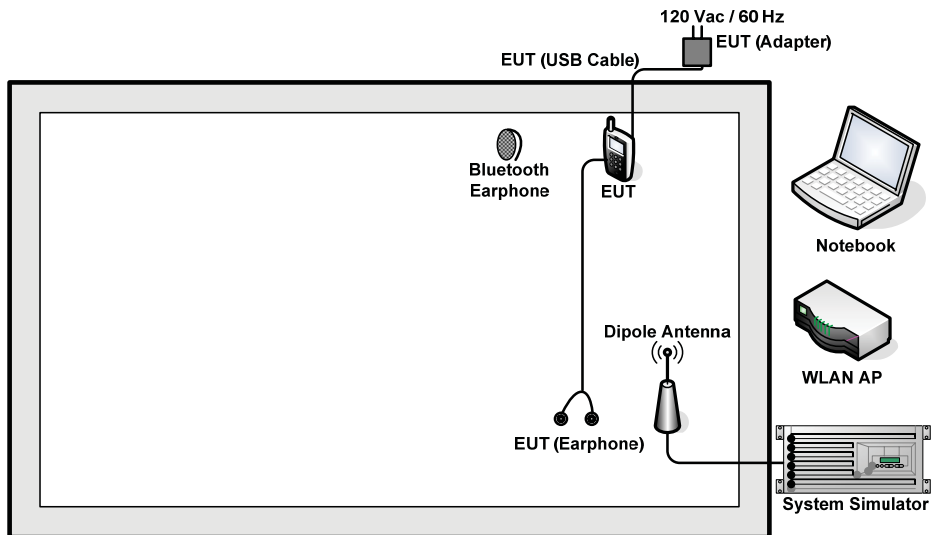 120 Vac / 60 Hz
EUT (Adapter)
EUT (USB Cable)
Bluetooth
Earphone
EUT
Notebook
Dipole Antenna
WLAN AP
EUT (Earphone)
System Simulator